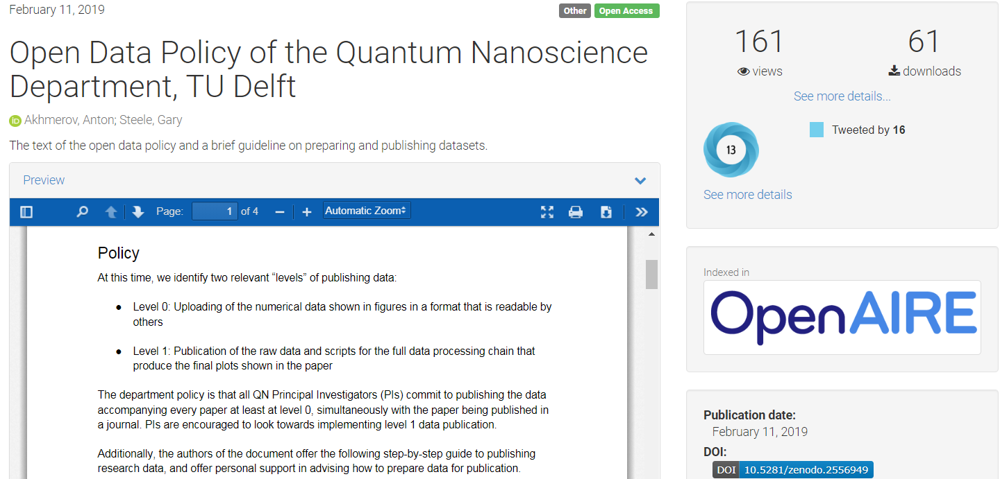 February 11, 2019
Other
Open Access
Open Data Policy of the Quantum Nanoscience
Department, TU Delft
iD Akhmerov, Anton; Steele, Gary
The text of the open data policy and a brief guideline on preparing and publishing datasets.
Preview
Page: 1 of 4
Automatic Zoom
Policy
At this time, we identify two relevant “levels” of publishing data:
● Level 0: Uploading of the numerical data shown in figures in a format that is readable by
others
● Level 1: Publication of the raw data and scripts for the full data processing chain that
produce the final plots shown in the paper
The department policy is that all QN Principal Investigators (PIs) commit to publishing the data
accompanying every paper at least at level 0, simultaneously with the paper being published in
a journal. PIs are encouraged to look towards implementing level 1 data publication.
Additionally, the authors of the document offer the following step-by-step guide to publishing
research data, and offer personal support in advising how to prepare data for publication.
161
views
61
downloads
See more details...
13
Tweeted by 16
See more details
Indexed in
OpenAIRE
Publication date:
February 11, 2019
DOI:
DOI 10.5281/zenodo.2556949